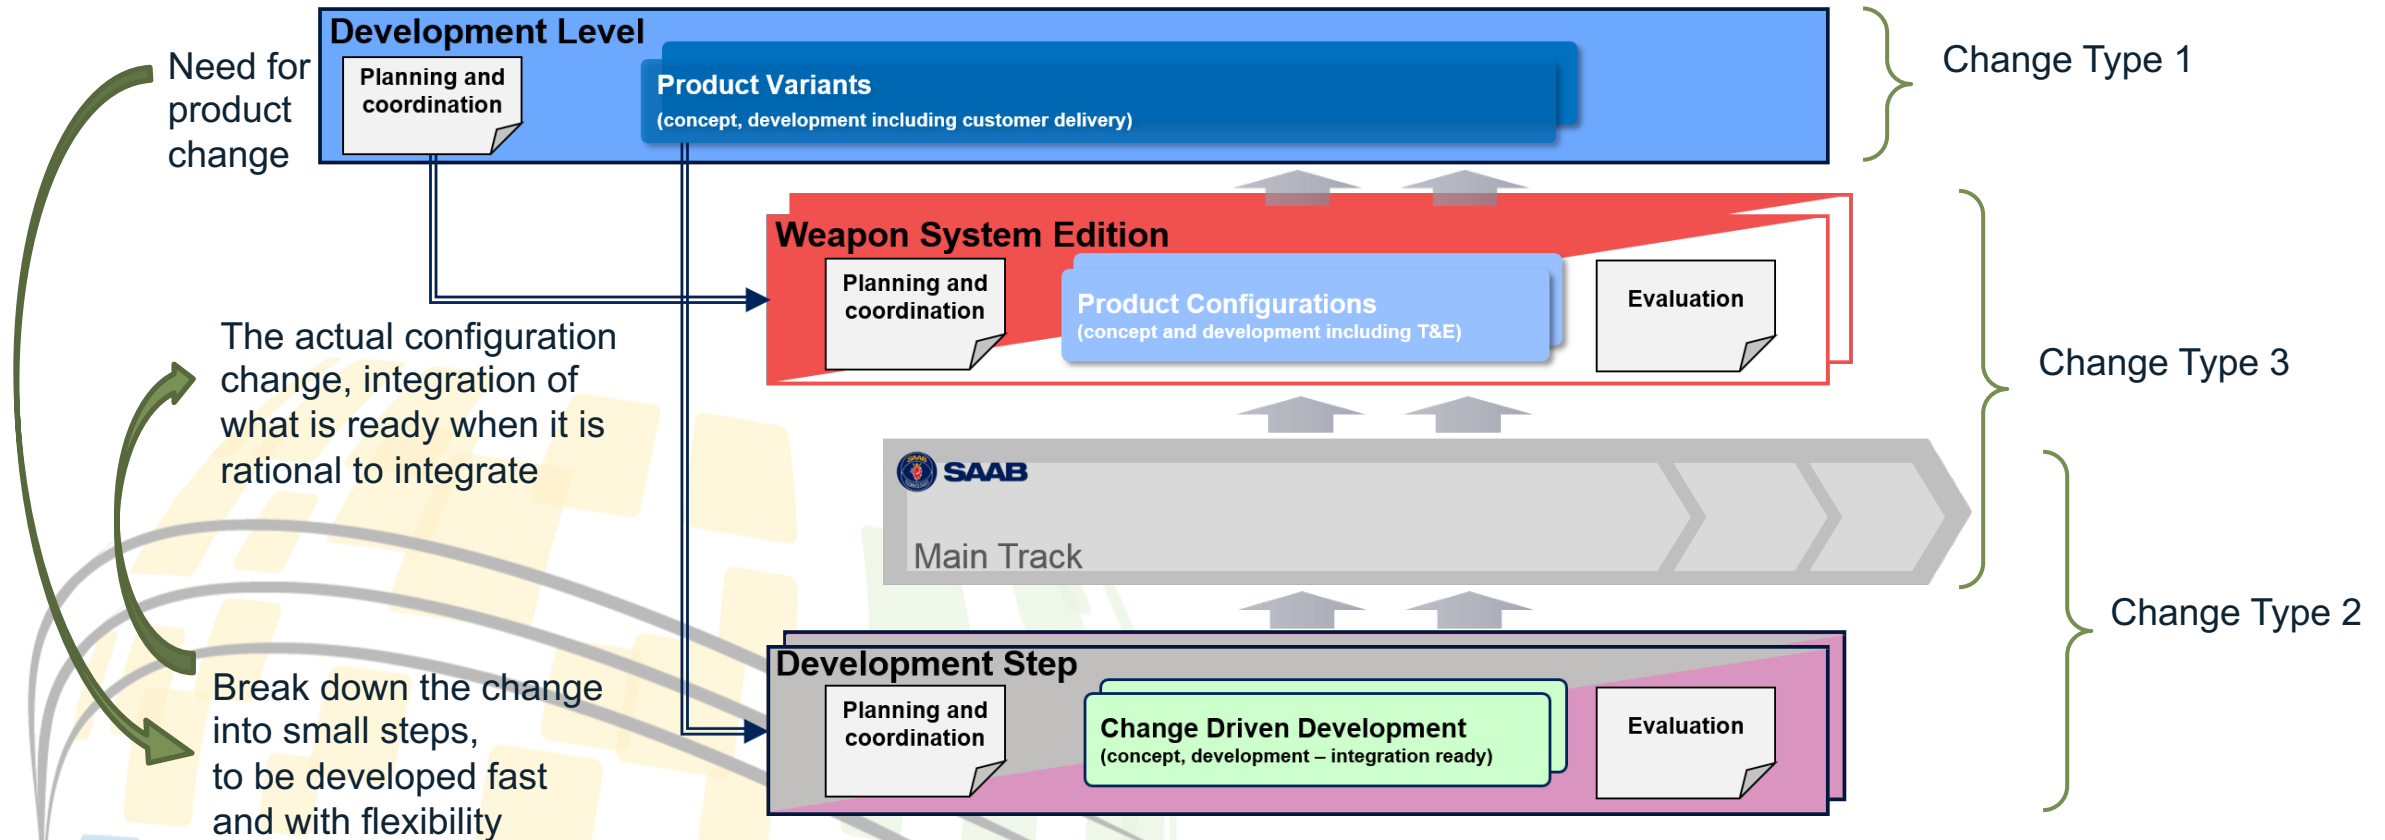 Development Level
Need for
product
change
Planning and
coordination
Product Variants
(concept, development including customer delivery)
Change Type 1
Weapon System Edition
Planning and
coordination
Product Configurations
(concept and development including T&E)
Evaluation
Change Type 3
The actual configuration
change, integration of
what is ready when it is
rational to integrate
SAAB
Main Track
Change Type 2
Development Step
Planning and
coordination
Change Driven Development
(concept, development – integration ready)
Evaluation
Break down the change
into small steps,
to be developed fast
and with flexibility